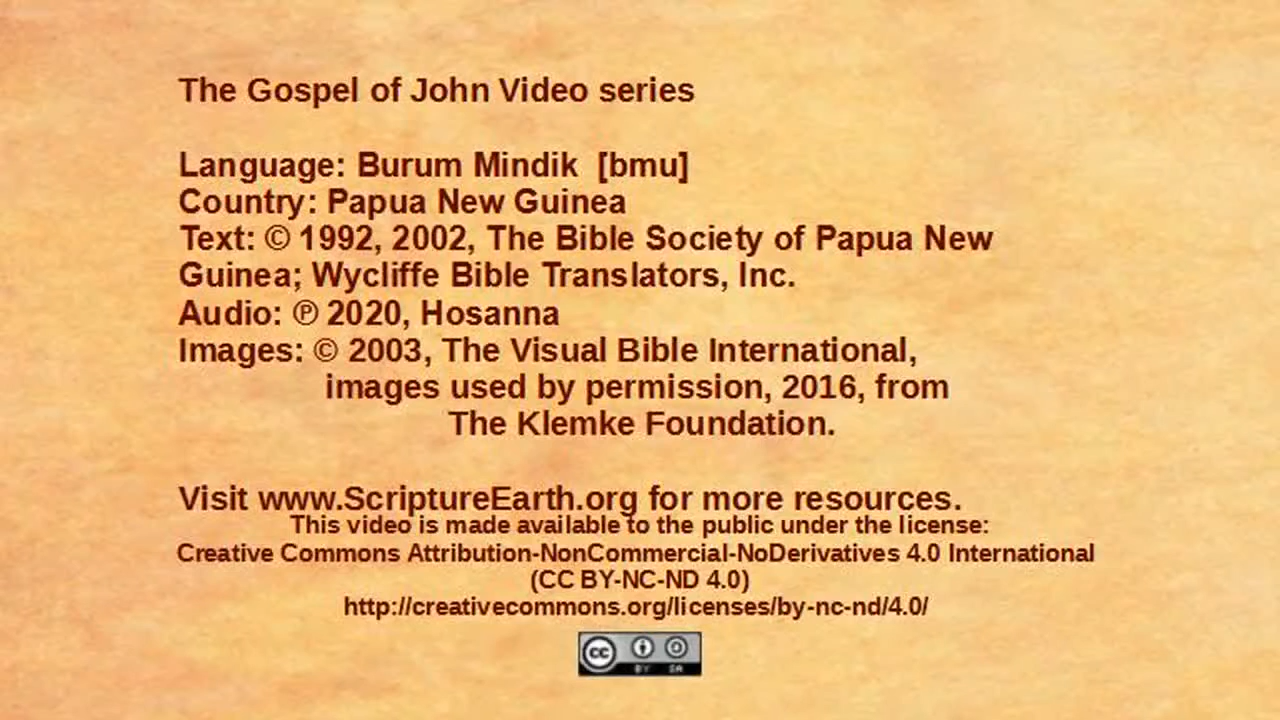 The Gospel of John Video series
Language: Burum Mindik [bmu]
Country: Papua New Guinea
Text: © 1992, 2002, The Bible Society of Papua New
Guinea; Wycliffe Bible Translators, Inc.
Audio: ℗ 2020, Hosanna
Images: © 2003, The Visual Bible International,
images used by permission, 2016, from
The Klemke Foundation.
Visit www.ScriptureEarth.org for more resources.
This video is made available to the public under the license:
Creative Commons Attribution-NonCommercial-NoDerivatives 4.0 International
(CC BY-NC-ND 4.0)
http://creativecommons.org/licenses/by-nc-nd/4.0/
cc
BY SA